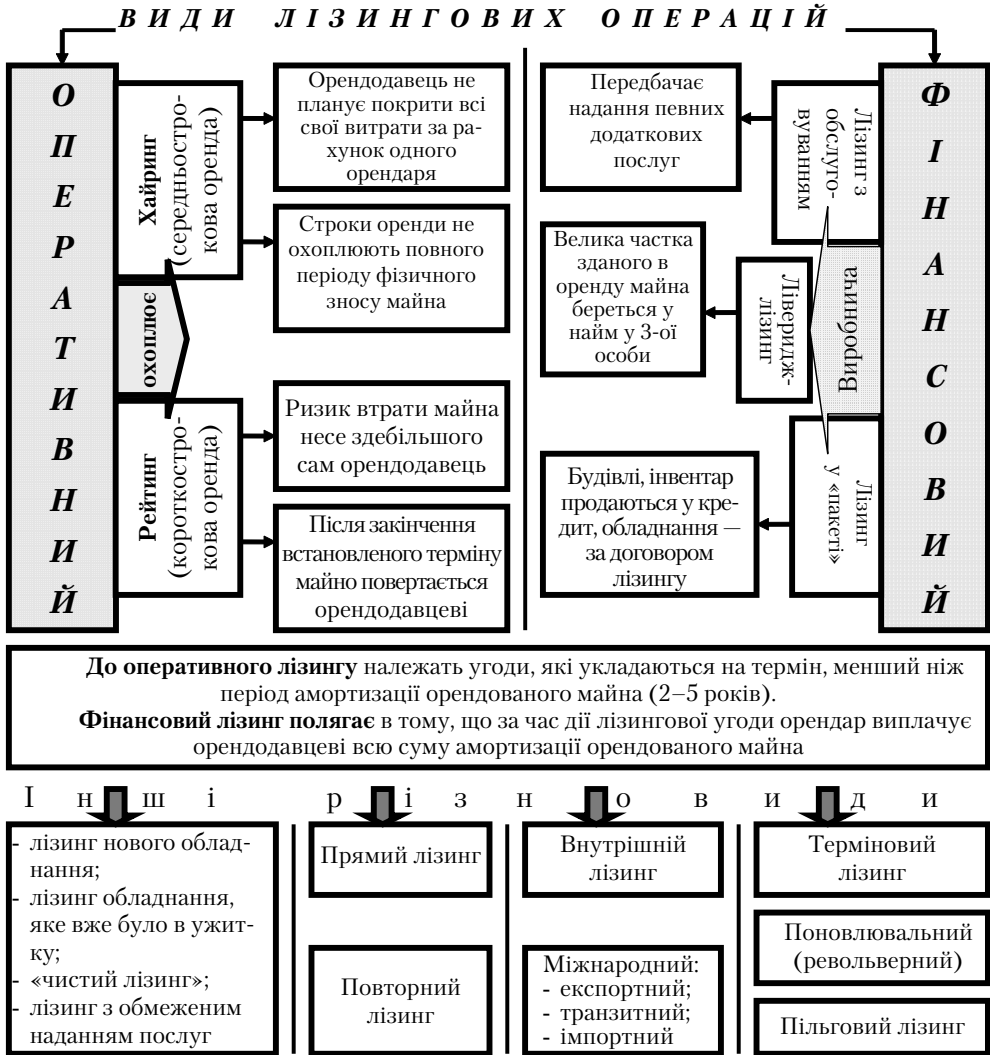 ВИДИ ЛІЗИНГОВИХ ОПЕРАЦІЙ
ОПЕРАТИВНИЙ
Хайринг
(середньостро-
кова оренда)
охоплює
Рейтинг
(короткостро-
кова оренда)
Орендодавець не
планує покрити всі
свої витрати за ра-
хунок одного
орендаря
Строки оренди не
охоплюють повного
періоду фізичного
зносу майна
Ризик втрати майна
несе здебільшого
сам орендодавець
Після закінчення
встановленого терміну
майно повертається
орендодавцеві
Передбачає
надання певних
додаткових
послуг
Велика частка
зданого в
оренду майна
береться у
найм у 3-ої
особи
Будівлі, інвентар
продаються у кре-
дит, обладнання —
за договором
лізингу
Лізинг з
обслуго-
вуванням
Ліверидж-
лізинг
Виробнича
Лізинг
у «пакеті»
ФІНАНСОВИЙ
До оперативного лізингу належать угоди, які укладаються на термін, менший ніж
період амортизації орендованого майна (2–5 років).
Фінансовий лізинг полягає в тому, що за час дії лізингової угоди орендар виплачує
орендодавцеві всю суму амортизації орендованого майна
Інші різновиди
- лізинг нового облад-
нання;
- лізинг обладнання,
яке вже було в ужит-
ку;
- «чистий лізинг»;
- лізинг з обмеженим
наданням послуг
Прямий лізинг
Повторний
лізинг
Внутрішній
лізинг
Міжнародний:
- експортний;
- транзитний;
- імпортний
Терміновий
лізинг
Поновлювальний
(револьверний)
Пільговий лізинг